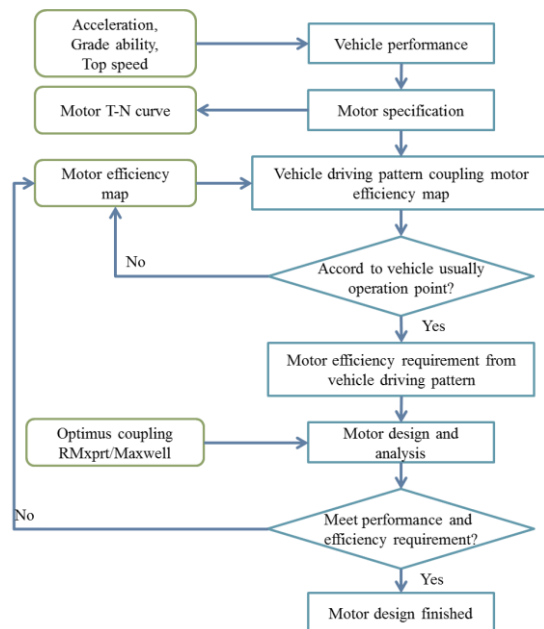 Acceleration,
Grade ability,
Top speed
Vehicle performance
Motor T-N curve
Motor specification
Motor efficiency
map
Vehicle driving pattern coupling motor
efficiency map
No
Accord to vehicle usually
operation point?
Yes
Motor efficiency requirement from
vehicle driving pattern
Optimus coupling
RMxprt/Maxwell
Motor design and
analysis
No
Meet performance and
efficiency requirement?
Yes
Motor design finished